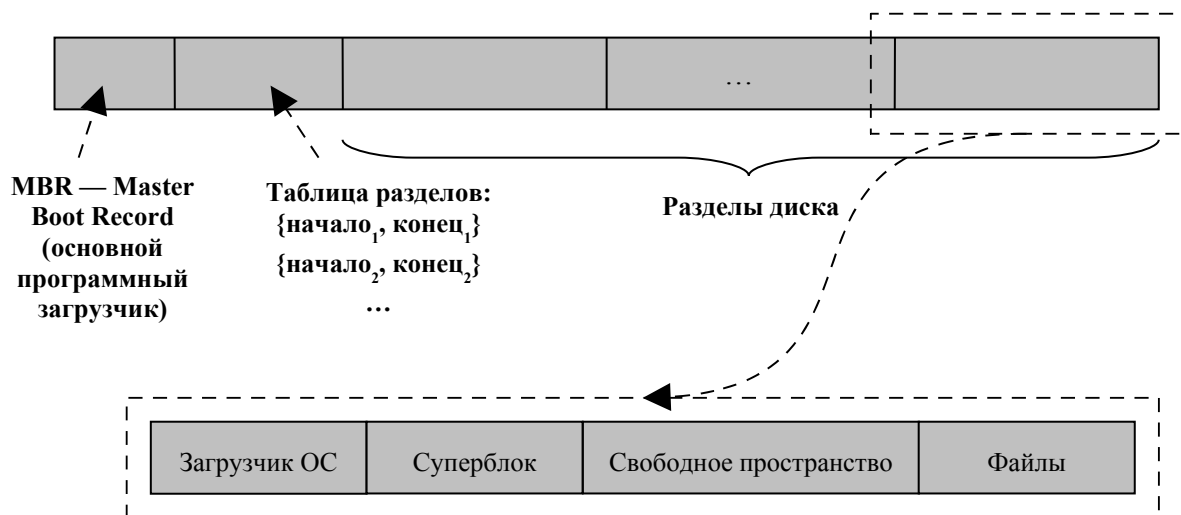 …
MBR — Master
Boot Record
(основной
программный
загрузчик)
Таблица разделов:
{начало₁, конец₁}
{начало₂, конец₂}
…
Разделы диска
Загрузчик ОС
Суперблок
Свободное пространство
Файлы